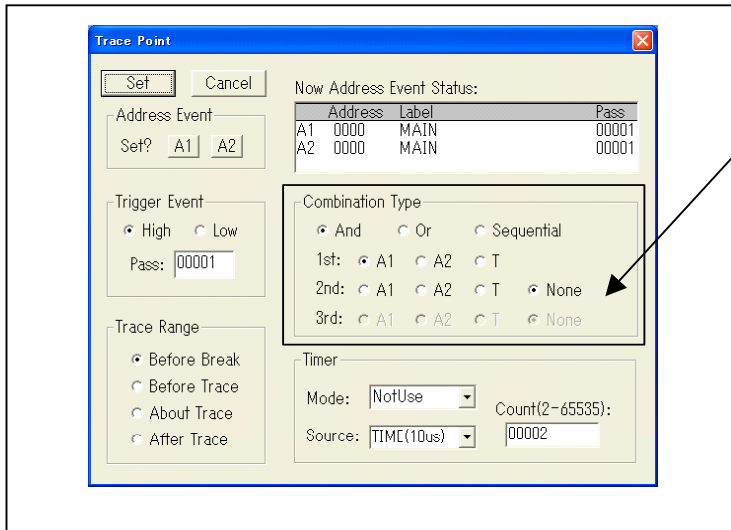 Trace Point
Set Cancel
Address Event
Set? A1 A2
Now Address Event Status:
Address Label Pass
A1 0000 MAIN 00001
A2 0000 MAIN 00001
Trigger Event
High Low
Pass: 00001
Combination Type
And Or Sequential
1st: A1 A2 T
2nd: A1 A2 T None
3rd: A1 A2 T None
Trace Range
Before Break
Before Trace
About Trace
After Trace
Timer
Mode: NotUse
Source: TIME(10us)
Count(2-65535):
00002